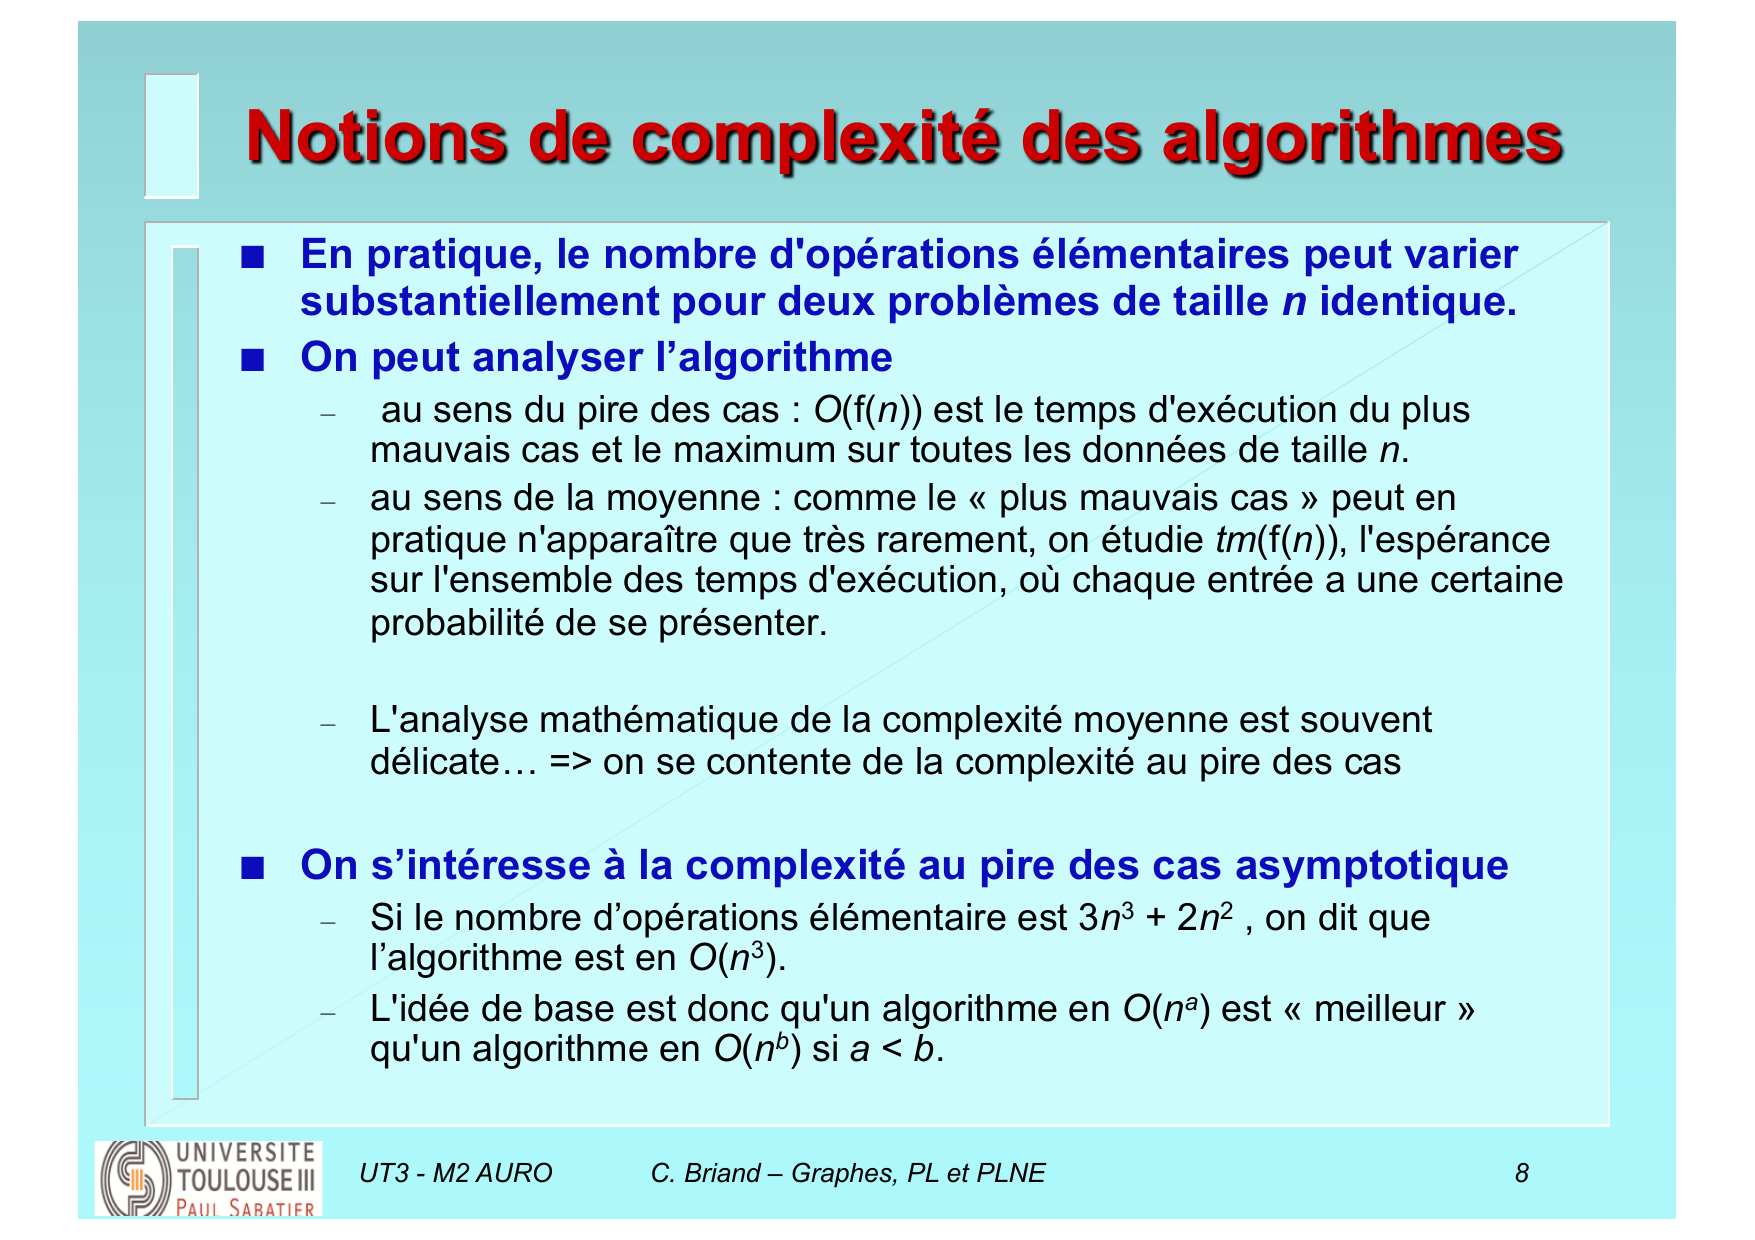 Notions de complexité des algorithmes
■ En pratique, le nombre d'opérations élémentaires peut varier
substantiellement pour deux problèmes de taille n identique.
■ On peut analyser l’algorithme
– au sens du pire des cas : O(f(n)) est le temps d'exécution du plus
mauvais cas et le maximum sur toutes les données de taille n.
– au sens de la moyenne : comme le « plus mauvais cas » peut en
pratique n'apparaître que très rarement, on étudie tm(f(n)), l'espérance
sur l'ensemble des temps d'exécution, où chaque entrée a une certaine
probabilité de se présenter.
– L'analyse mathématique de la complexité moyenne est souvent
délicate… => on se contente de la complexité au pire des cas
■ On s’intéresse à la complexité au pire des cas asymptotique
– Si le nombre d’opérations élémentaire est 3n³ + 2n² , on dit que
l’algorithme est en O(n³).
– L'idée de base est donc qu'un algorithme en O(nᵃ) est « meilleur »
qu'un algorithme en O(nᵇ) si a < b.
UNIVERSITE
TOULOUSE III
PAUL SABATIER
UT3 - M2 AURO C. Briand – Graphes, PL et PLNE 8